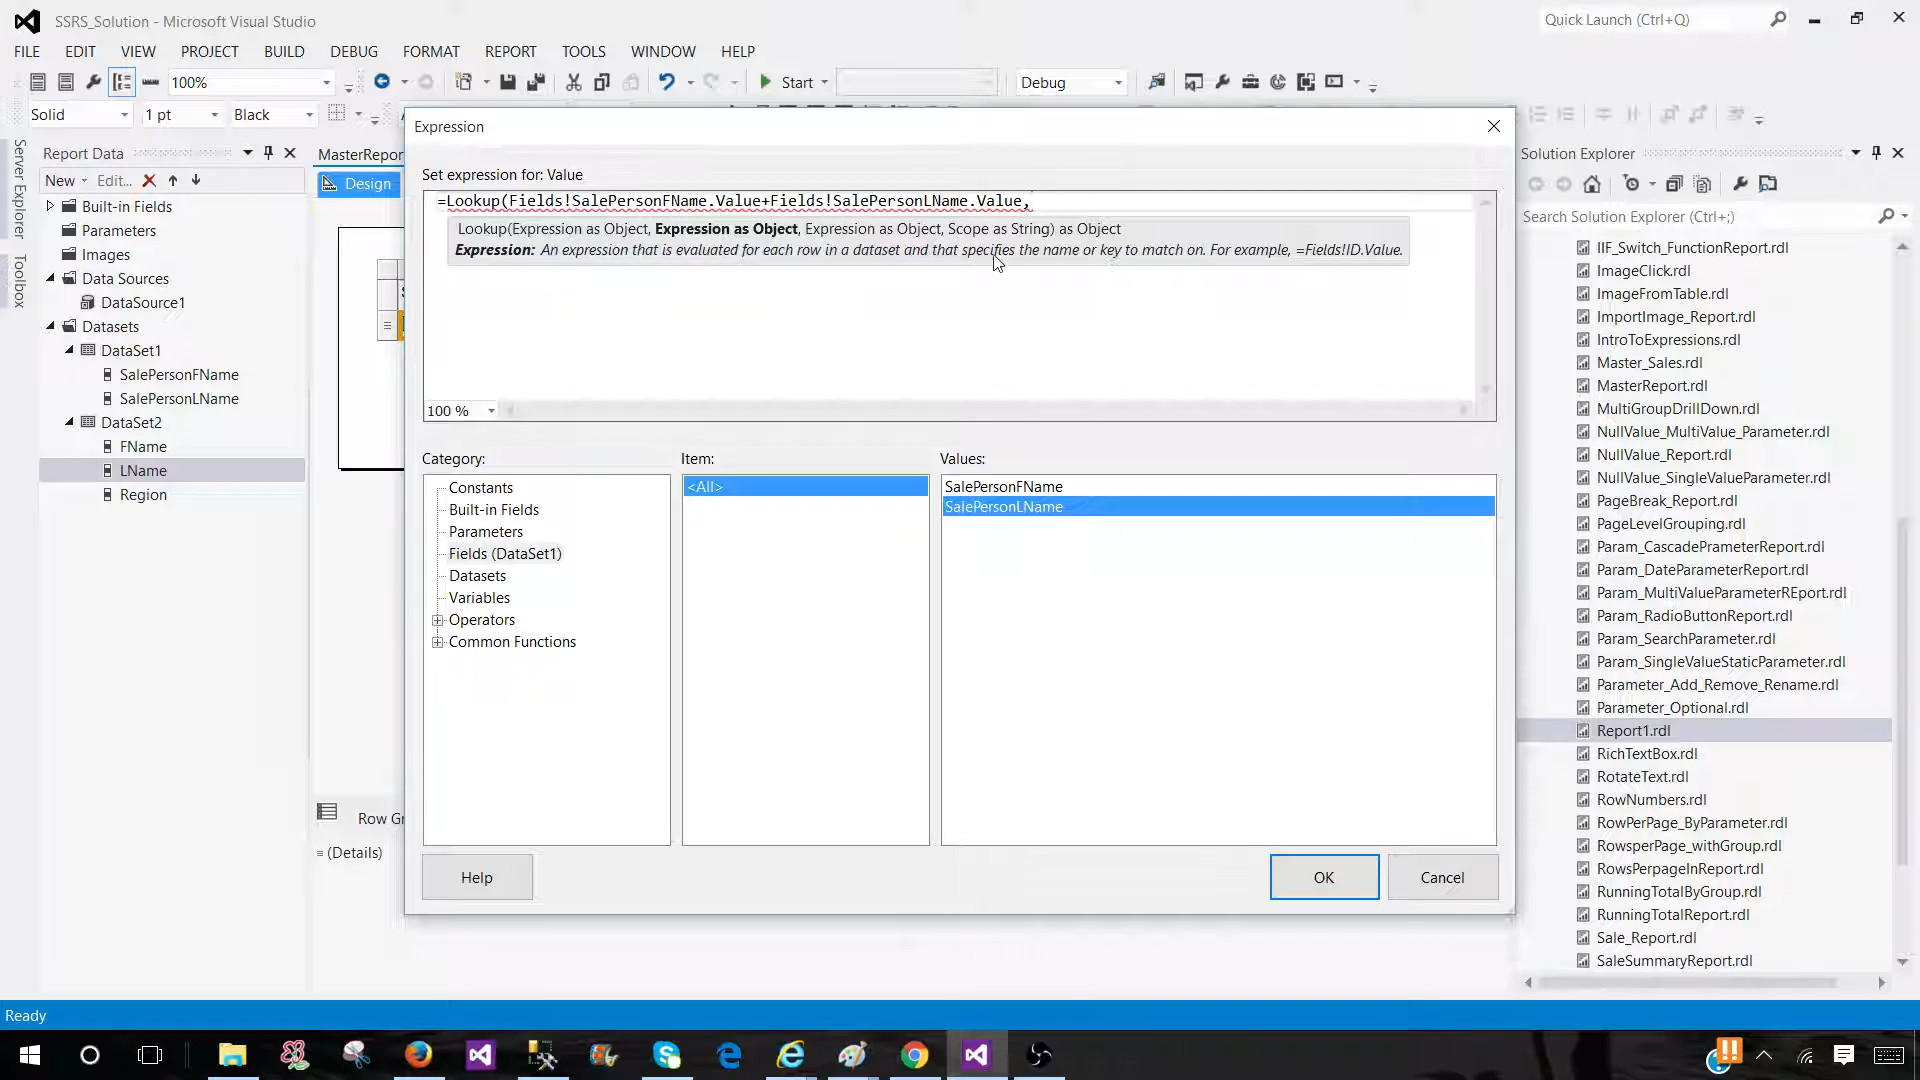 SSRS_Solution - Microsoft Visual Studio
Quick Launch (Ctrl+Q)
FILE EDIT VIEW PROJECT BUILD DEBUG FORMAT REPORT TOOLS WINDOW HELP
100%
Start
Debug
Solid
1 pt
Black
Server Explorer
Toolbox
Report Data
New
Edit...
Built-in Fields
Parameters
Images
Data Sources
DataSource1
Datasets
DataSet1
SalePersonFName
SalePersonLName
DataSet2
FName
LName
Region
MasterRepor
Design
Row Gr
(Details)
Expression
Set expression for: Value
=Lookup(Fields!SalePersonFName.Value+Fields!SalePersonLName.Value,
Lookup(Expression as Object, Expression as Object, Expression as Object, Scope as String) as Object
Expression: An expression that is evaluated for each row in a dataset and that specifies the name or key to match on. For example, =Fields!ID.Value.
100 %
Category:
Constants
Built-in Fields
Parameters
Fields (DataSet1)
Datasets
Variables
Operators
Common Functions
Item:
<All>
Values:
SalePersonFName
SalePersonLName
Help
OK
Cancel
Solution Explorer
Search Solution Explorer (Ctrl+;)
IIF_Switch_FunctionReport.rdl
ImageClick.rdl
ImageFromTable.rdl
ImportImage_Report.rdl
IntroToExpressions.rdl
Master_Sales.rdl
MasterReport.rdl
MultiGroupDrillDown.rdl
NullValue_MultiValue_Parameter.rdl
NullValue_Report.rdl
NullValue_SingleValueParameter.rdl
PageBreak_Report.rdl
PageLevelGrouping.rdl
Param_CascadePrameterReport.rdl
Param_DateParameterReport.rdl
Param_MultiValueParameterREport.rdl
Param_RadioButtonReport.rdl
Param_SearchParameter.rdl
Param_SingleValueStaticParameter.rdl
Parameter_Add_Remove_Rename.rdl
Parameter_Optional.rdl
Report1.rdl
RichTextBox.rdl
RotateText.rdl
RowNumbers.rdl
RowPerPage_ByParameter.rdl
RowsperPage_withGroup.rdl
RowsPerpageInReport.rdl
RunningTotalByGroup.rdl
RunningTotalReport.rdl
Sale_Report.rdl
SaleSummaryReport.rdl
Ready